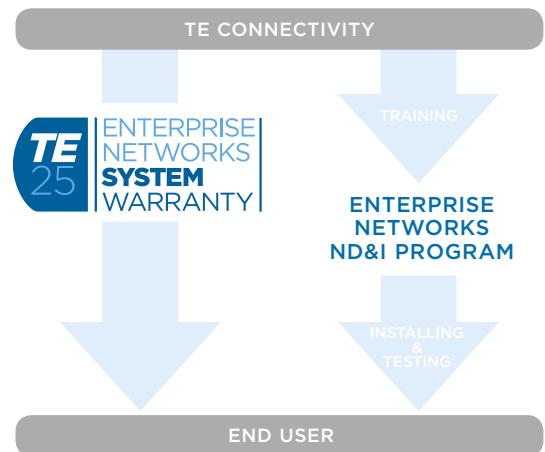 TE CONNECTIVITY
TRAINING
TE
25
ENTERPRISE
NETWORKS
SYSTEM
WARRANTY
ENTERPRISE
NETWORKS
ND&I PROGRAM
INSTALLING
&
TESTING
END USER